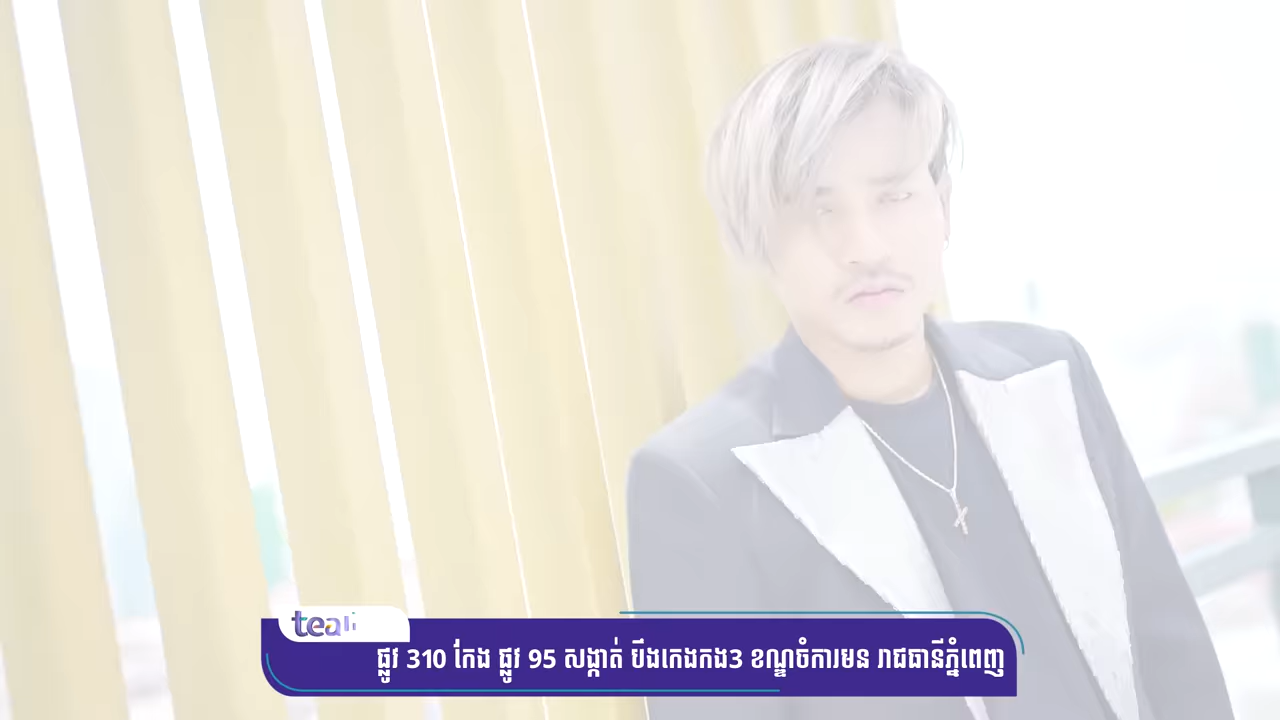 ផ្លូវ 310 កែង ផ្លូវ 95 សង្កាត់ បឹងកេងកង3 ខណ្ឌចំការមន រាជធានីភ្នំពេញ